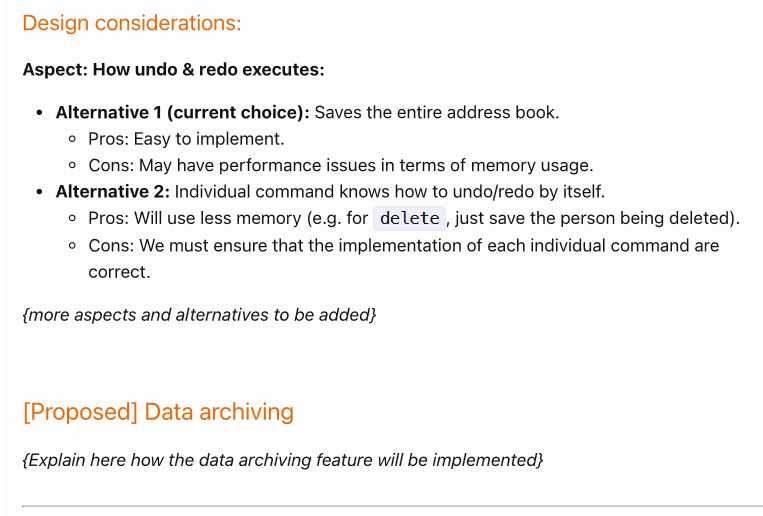 Design considerations:
Aspect: How undo & redo executes:
• Alternative 1 (current choice): Saves the entire address book.
◦ Pros: Easy to implement.
◦ Cons: May have performance issues in terms of memory usage.
• Alternative 2: Individual command knows how to undo/redo by itself.
◦ Pros: Will use less memory (e.g. for delete, just save the person being deleted).
◦ Cons: We must ensure that the implementation of each individual command are
correct.
{more aspects and alternatives to be added}
[Proposed] Data archiving
{Explain here how the data archiving feature will be implemented}